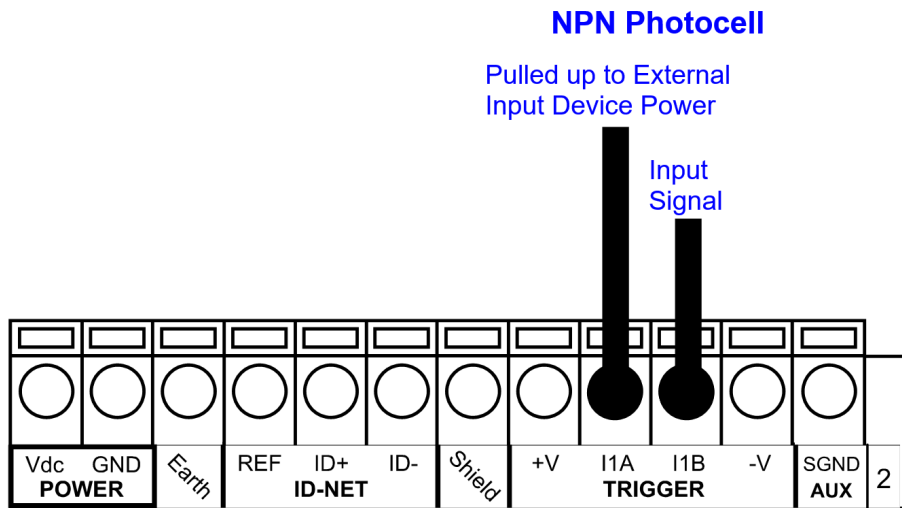 NPN Photocell
Pulled up to External
Input Device Power
Input
Signal
Vdc GND Earth REF ID+ ID- Shield +V I1A I1B -V SGND 2
POWER ID-NET TRIGGER AUX